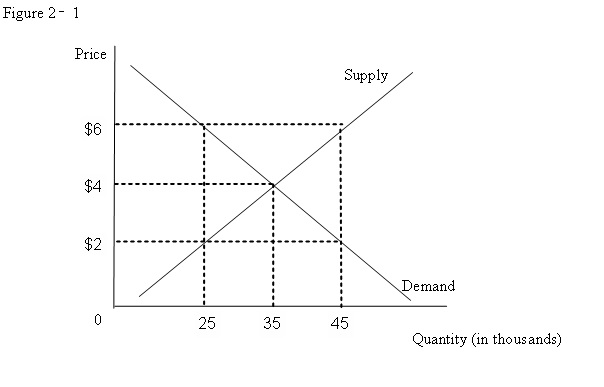 Figure 2- 1
Price
Supply
$6
$4
$2
Demand
0
25
35
45
Quantity (in thousands)